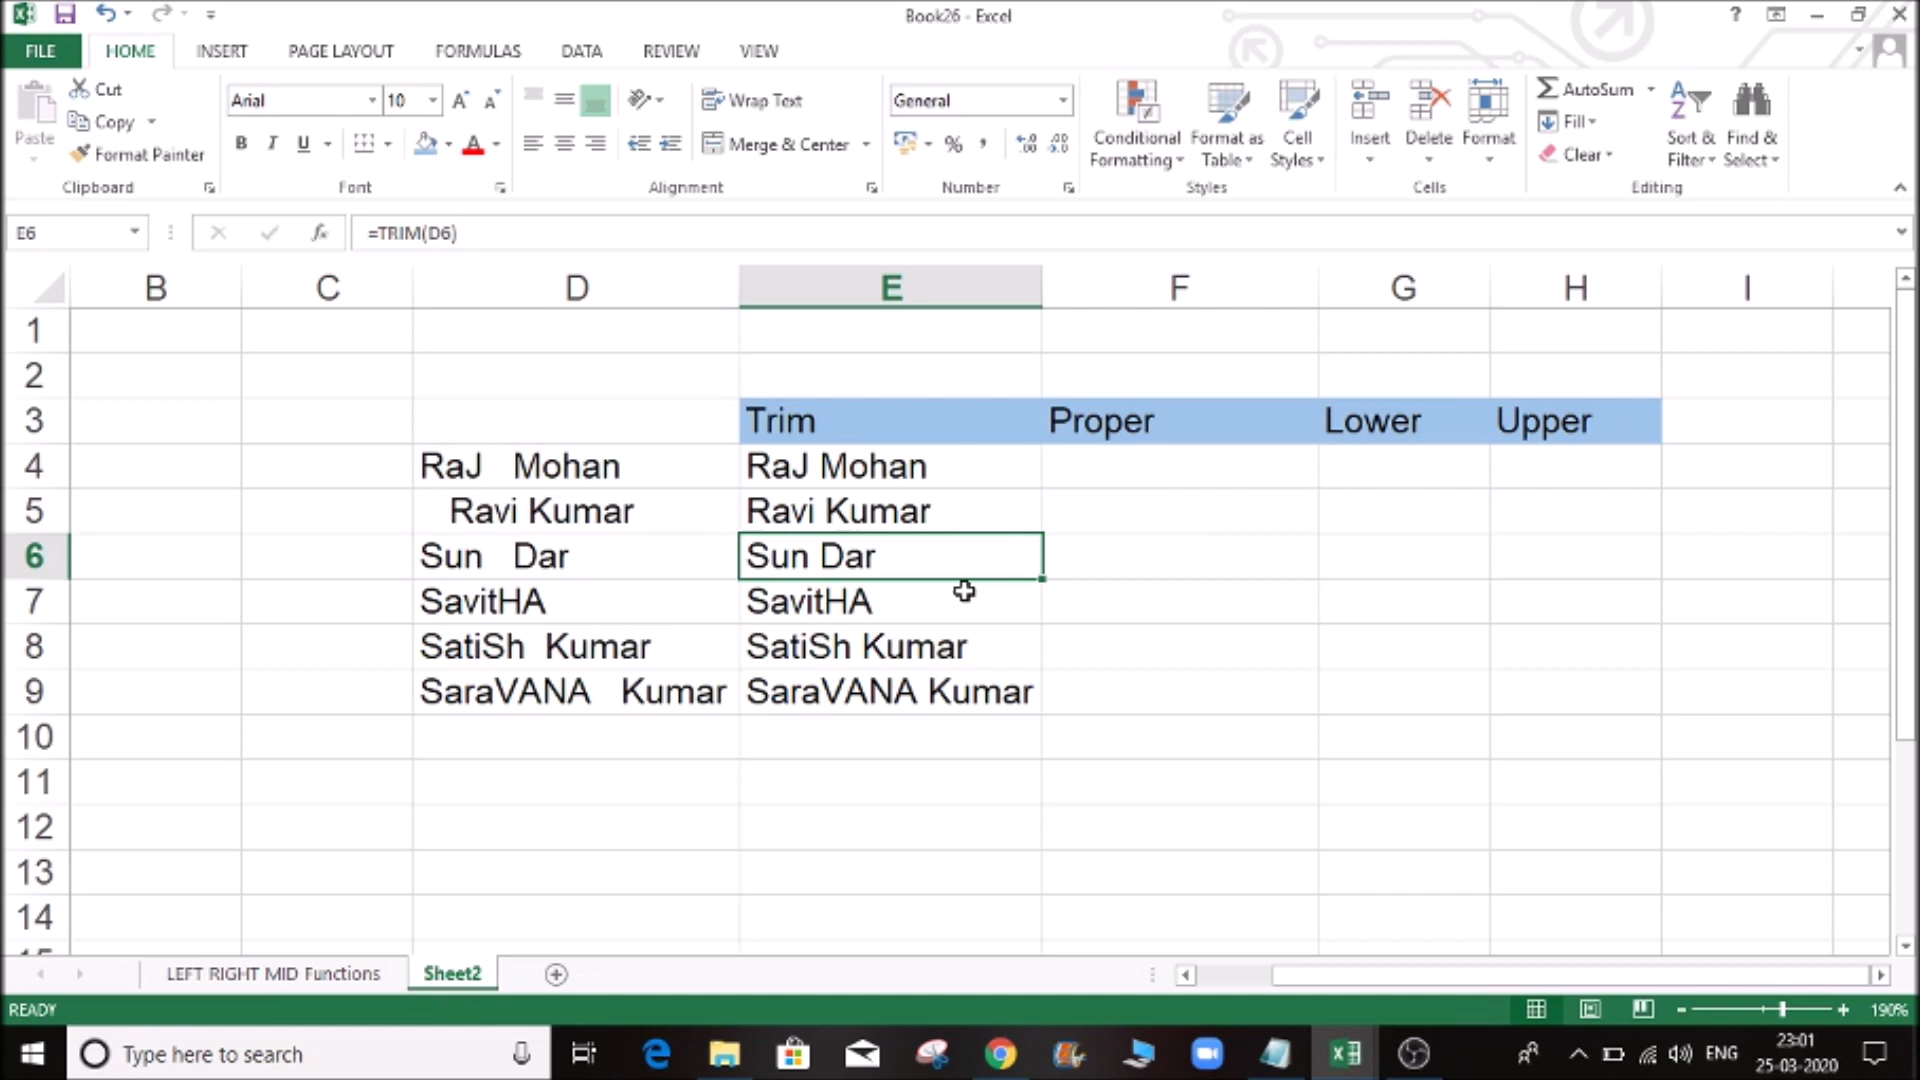 Book26 - Excel
?
FILE HOME INSERT PAGE LAYOUT FORMULAS DATA REVIEW VIEW
Paste
Cut
Copy
Format Painter
Clipboard
Arial 10
B I U
Font
Wrap Text
Merge & Center
Alignment
General
%
Number
Conditional Formatting
Format as Table
Cell Styles
Styles
Insert Delete Format
Cells
AutoSum
Fill
Clear
Sort & Filter
Find & Select
Editing
E6 fx =TRIM(D6)
B C D E F G H I
1
2
3 Trim Proper Lower Upper
4 RaJ   Mohan RaJ Mohan
5    Ravi Kumar Ravi Kumar
6 Sun   Dar Sun Dar
7 SavitHA SavitHA
8 SatiSh  Kumar SatiSh Kumar
9 SaraVANA   Kumar SaraVANA Kumar
10
11
12
13
14
LEFT RIGHT MID Functions Sheet2
READY 190%
Type here to search
ENG
23:01
25-03-2020